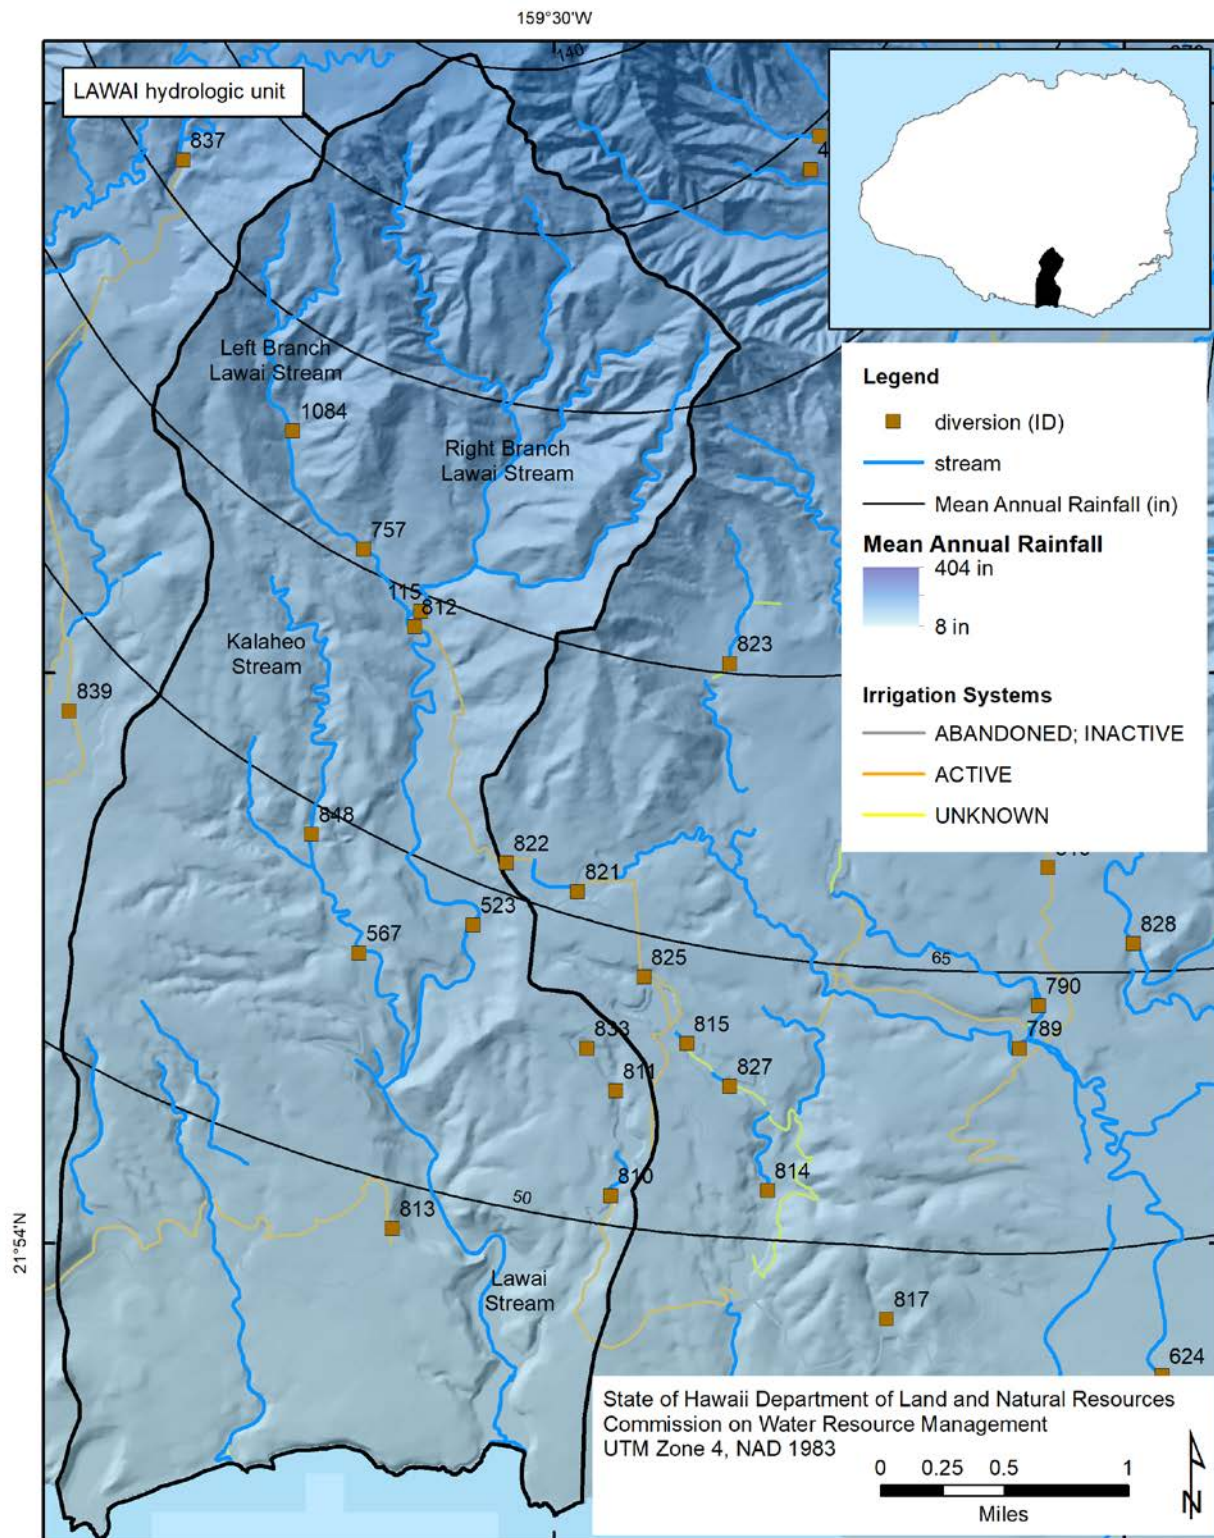 159°30'W
140
LAWAI hydrologic unit
837
4
Left Branch
Lawai Stream
1084
Right Branch
Lawai Stream
757
115
812
Kalaheo
Stream
823
839
848
822
821
523
567
825
828
65
790
833
815
789
811
827
810
814
50
813
21°54'N
Lawai
Stream
817
624
Legend
diversion (ID)
stream
Mean Annual Rainfall (in)
Mean Annual Rainfall
404 in
8 in
Irrigation Systems
ABANDONED; INACTIVE
ACTIVE
UNKNOWN
State of Hawaii Department of Land and Natural Resources
Commission on Water Resource Management
UTM Zone 4, NAD 1983
0 0.25 0.5 1
Miles
N